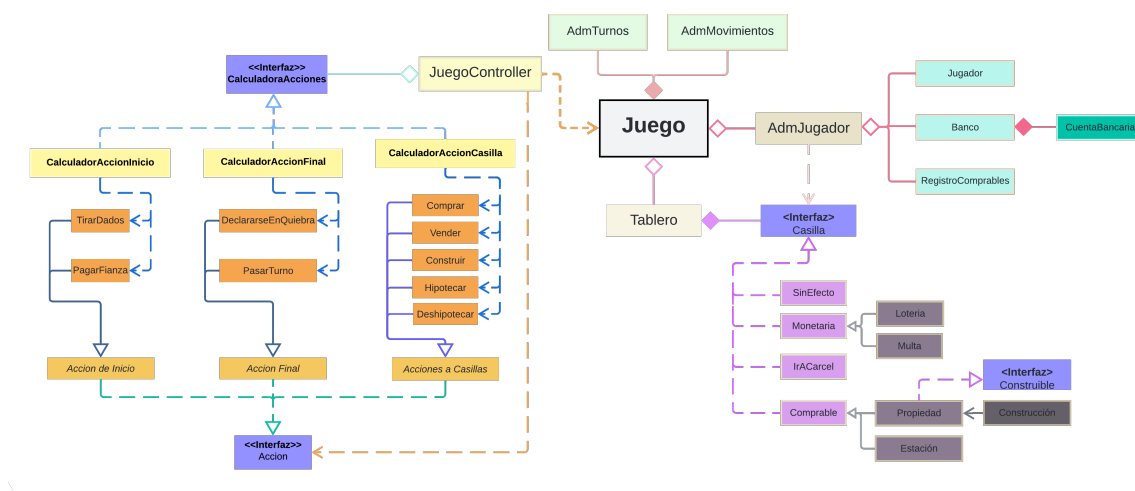 AdmTurnos
AdmMovimientos
<<Interfaz>>
CalculadoraAcciones
JuegoController
Juego
AdmJugador
Jugador
Banco
CuentaBancaria
RegistroComprables
CalculadorAccionInicio
CalculadorAccionFinal
CalculadorAccionCasilla
TirarDados
PagarFianza
DeclararseEnQuiebra
PasarTurno
Comprar
Vender
Construir
Hipotecar
Deshipotecar
Tablero
<Interfaz>
Casilla
SinEfecto
Monetaria
IrACarcel
Comprable
Loteria
Multa
<Interfaz>
Construible
Propiedad
Construcción
Estación
Accion de Inicio
Accion Final
Acciones a Casillas
<<Interfaz>>
Accion